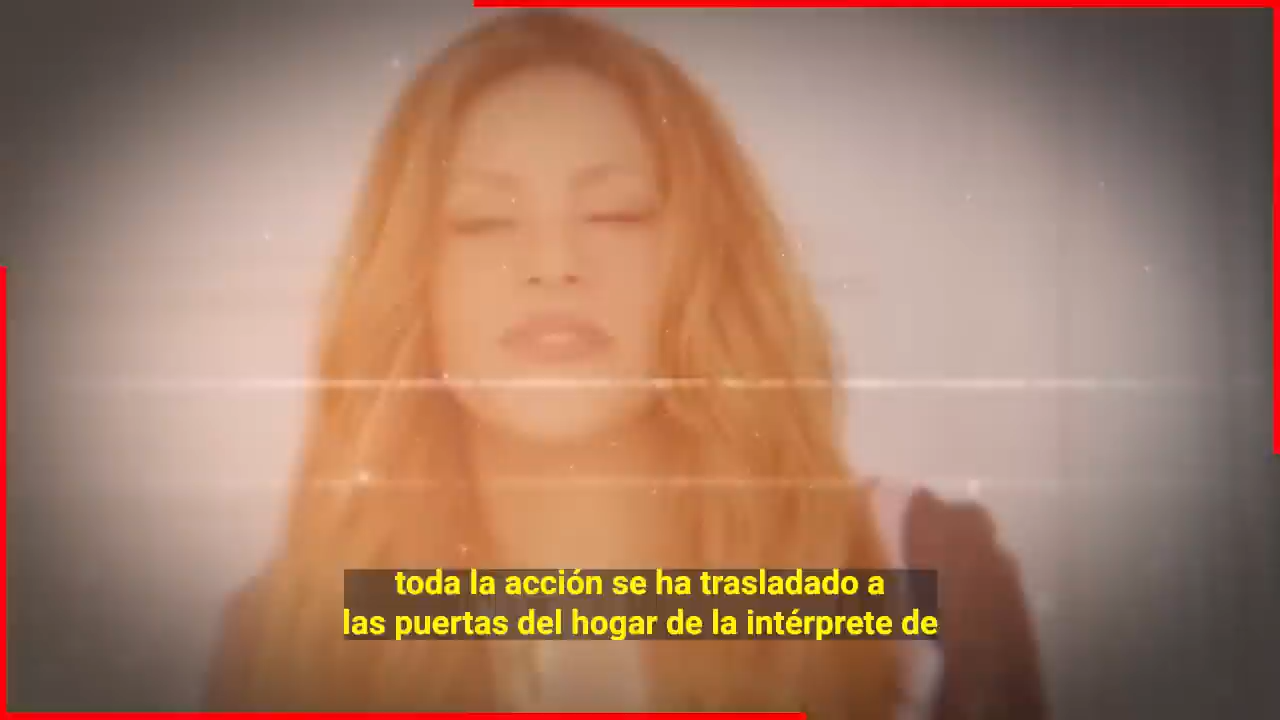 toda la acción se ha trasladado a
las puertas del hogar de la intérprete de